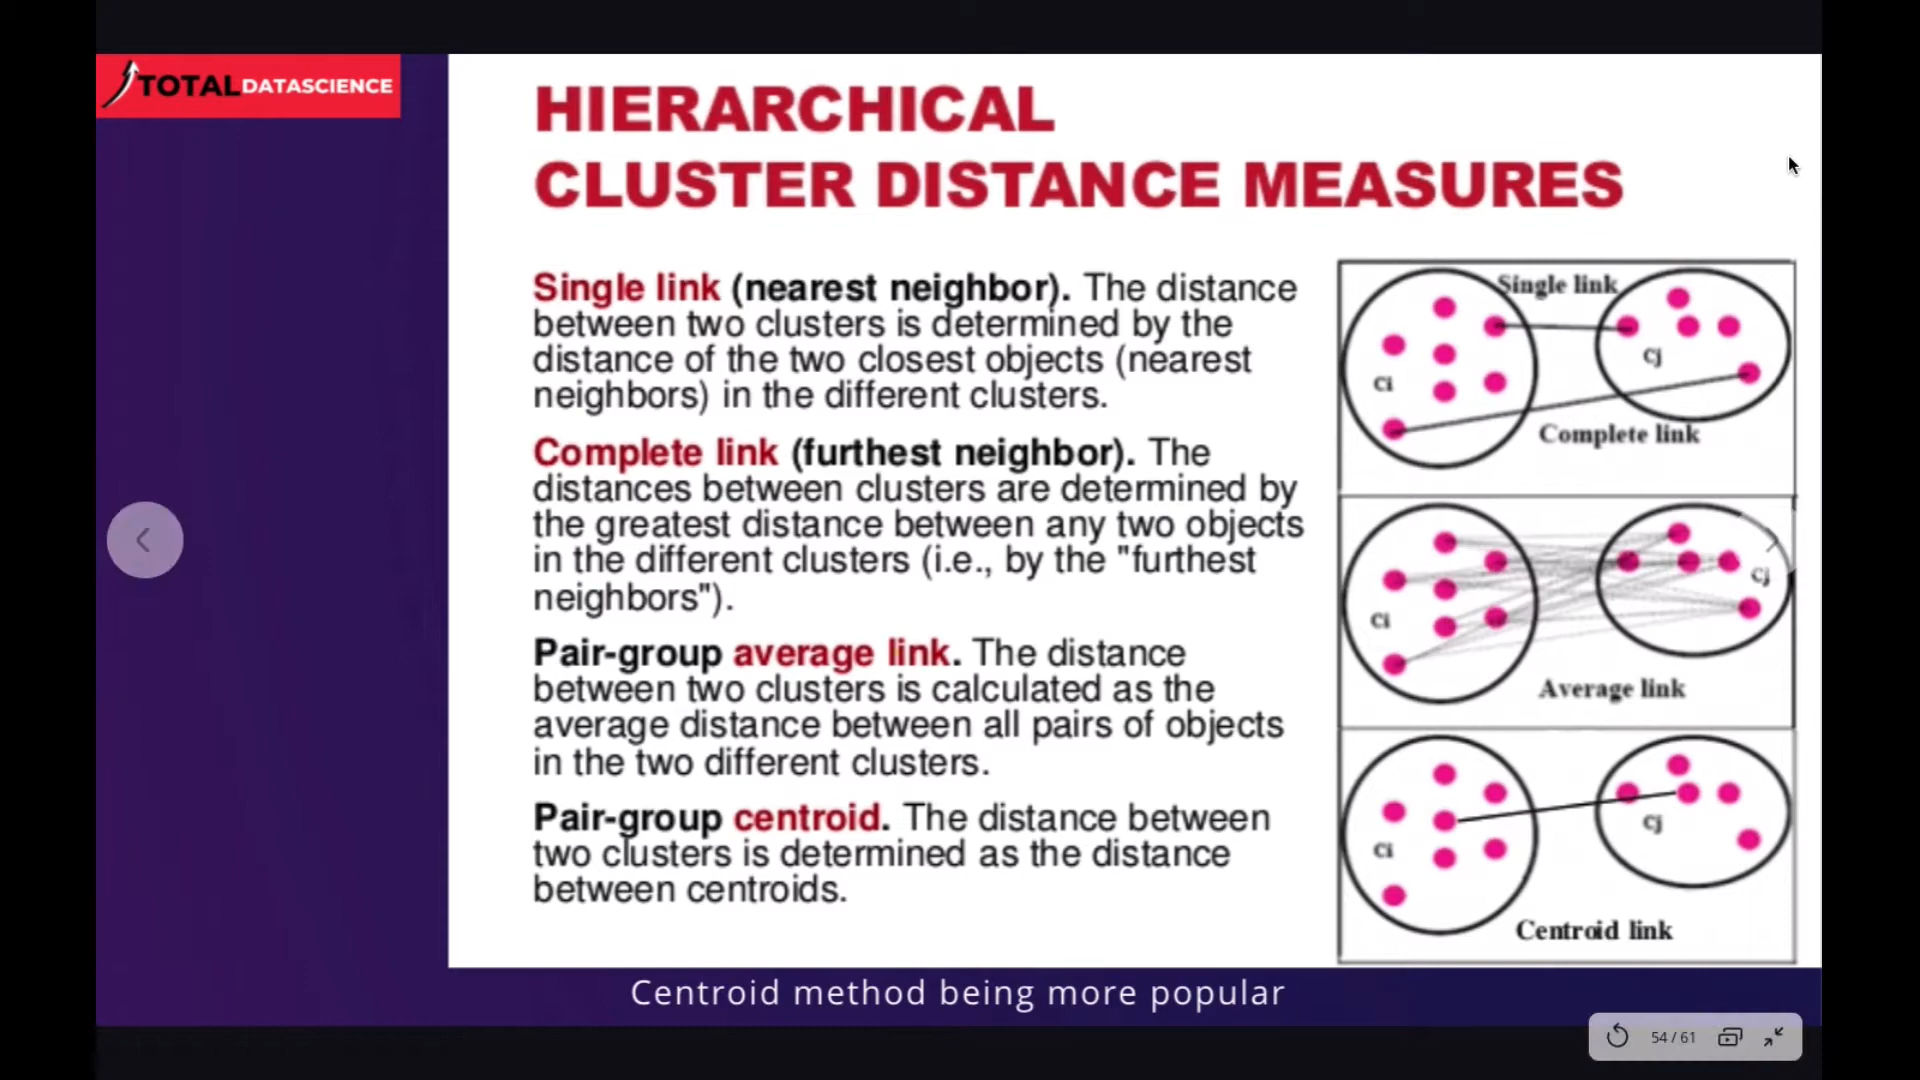 TOTALDATASCIENCE
HIERARCHICAL
CLUSTER DISTANCE MEASURES
Single link (nearest neighbor). The distance
between two clusters is determined by the
distance of the two closest objects (nearest
neighbors) in the different clusters.
Complete link (furthest neighbor). The
distances between clusters are determined by
the greatest distance between any two objects
in the different clusters (i.e., by the "furthest
neighbors").
Pair-group average link. The distance
between two clusters is calculated as the
average distance between all pairs of objects
in the two different clusters.
Pair-group centroid. The distance between
two clusters is determined as the distance
between centroids.
Single link
Cj
Ci
Complete link
Cj
Ci
Average link
Cj
Ci
Centroid link
Centroid method being more popular
54 / 61